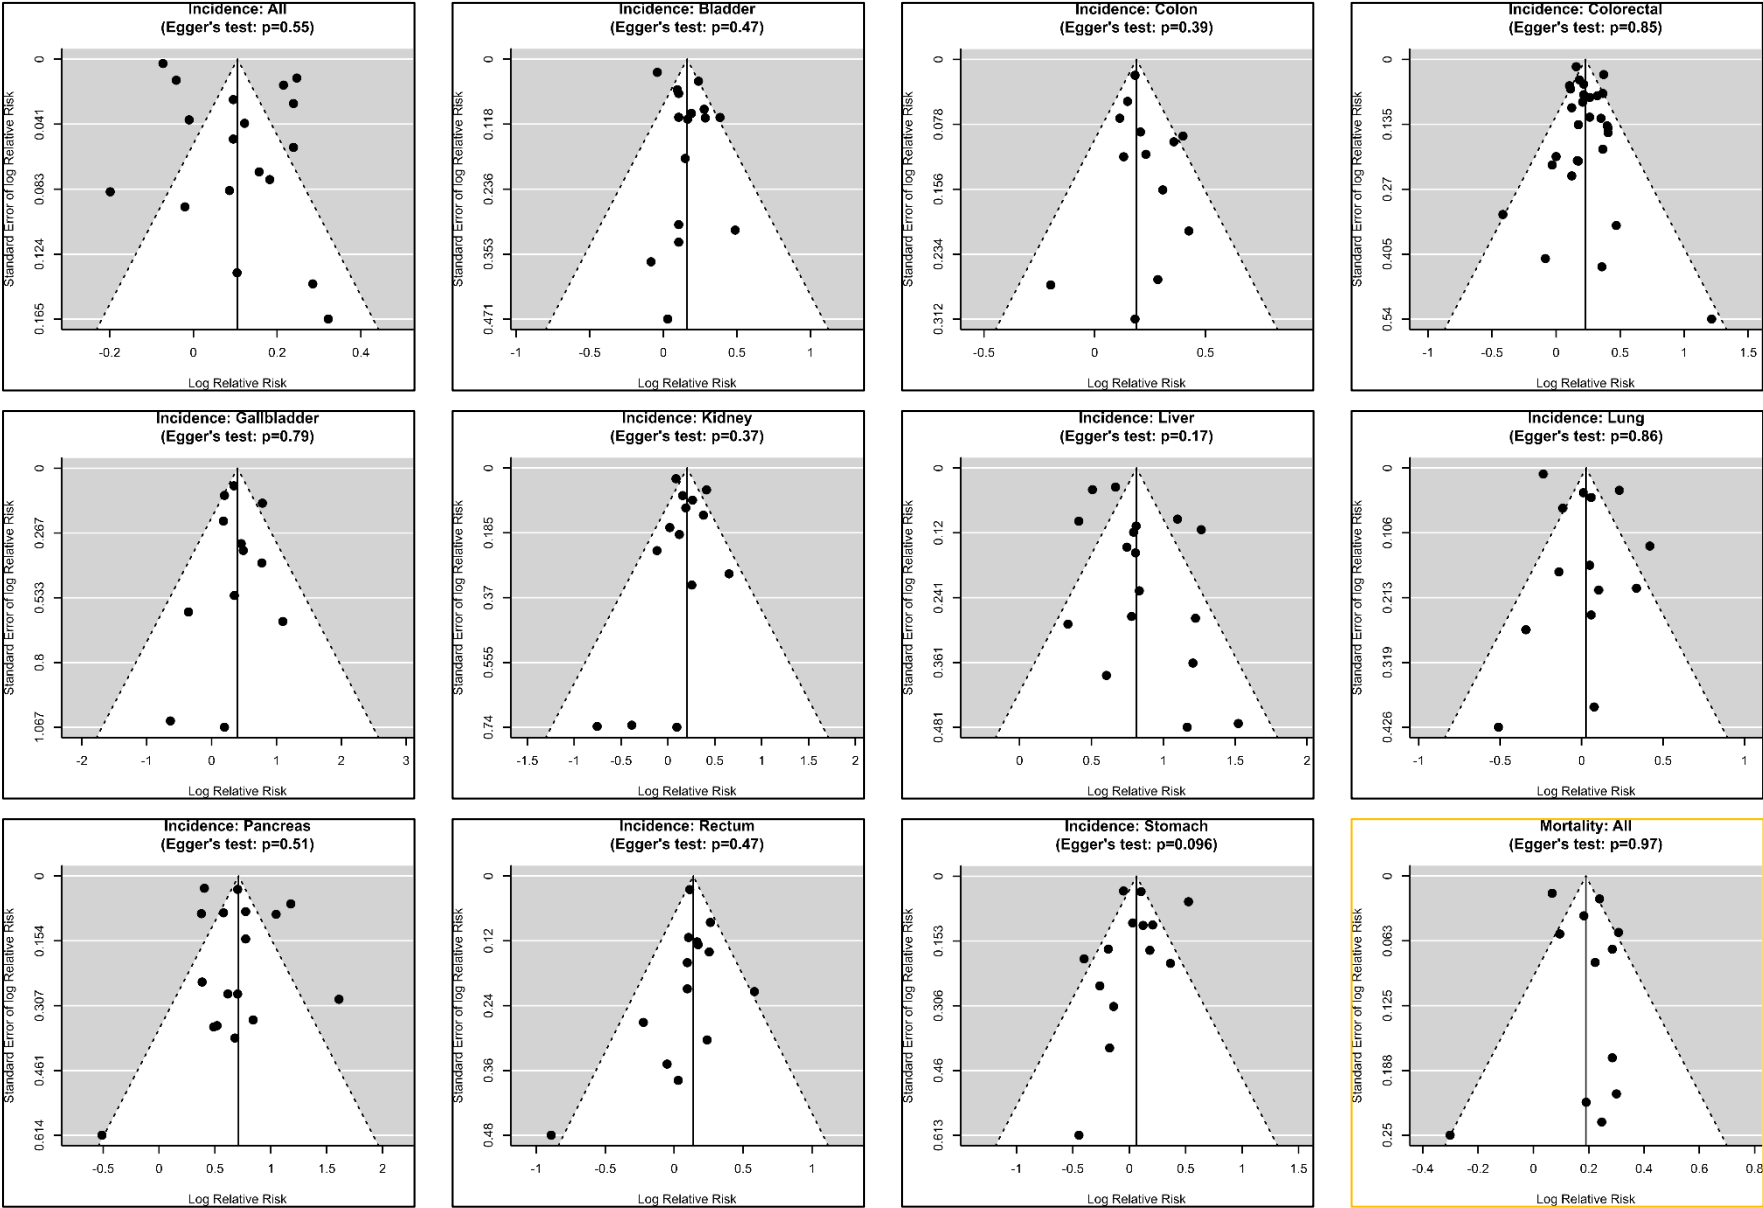 Incidence: All
(Egger's test: p=0.55)
Standard Error of log Relative Risk
0
0.041
0.083
0.124
0.165
-0.2 0 0.2 0.4
Log Relative Risk
Incidence: Bladder
(Egger's test: p=0.47)
Standard Error of log Relative Risk
0
0.118
0.236
0.353
0.471
-1 -0.5 0 0.5 1
Log Relative Risk
Incidence: Colon
(Egger's test: p=0.39)
Standard Error of log Relative Risk
0
0.078
0.156
0.234
0.312
-0.5 0 0.5
Log Relative Risk
Incidence: Colorectal
(Egger's test: p=0.85)
Standard Error of log Relative Risk
0
0.135
0.27
0.405
0.54
-1 -0.5 0 0.5 1 1.5
Log Relative Risk
Incidence: Gallbladder
(Egger's test: p=0.79)
Standard Error of log Relative Risk
0
0.267
0.533
0.8
1.067
-2 -1 0 1 2 3
Log Relative Risk
Incidence: Kidney
(Egger's test: p=0.37)
Standard Error of log Relative Risk
0
0.185
0.37
0.555
0.74
-1.5 -1 -0.5 0 0.5 1 1.5 2
Log Relative Risk
Incidence: Liver
(Egger's test: p=0.17)
Standard Error of log Relative Risk
0
0.12
0.241
0.361
0.481
0 0.5 1 1.5 2
Log Relative Risk
Incidence: Lung
(Egger's test: p=0.86)
Standard Error of log Relative Risk
0
0.106
0.213
0.319
0.426
-1 -0.5 0 0.5 1
Log Relative Risk
Incidence: Pancreas
(Egger's test: p=0.51)
Standard Error of log Relative Risk
0
0.154
0.307
0.461
0.614
-0.5 0 0.5 1 1.5 2
Log Relative Risk
Incidence: Rectum
(Egger's test: p=0.47)
Standard Error of log Relative Risk
0
0.12
0.24
0.36
0.48
-1 -0.5 0 0.5 1
Log Relative Risk
Incidence: Stomach
(Egger's test: p=0.096)
Standard Error of log Relative Risk
0
0.153
0.306
0.46
0.613
-1 -0.5 0 0.5 1 1.5
Log Relative Risk
Mortality: All
(Egger's test: p=0.97)
Standard Error of log Relative Risk
0
0.063
0.125
0.188
0.25
-0.4 0 0.2 0.4 0.6 0.8
Log Relative Risk